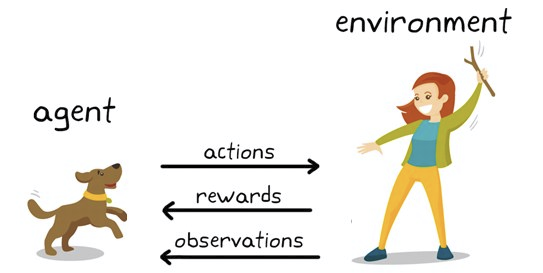 environment
agent
actions
rewards
observations